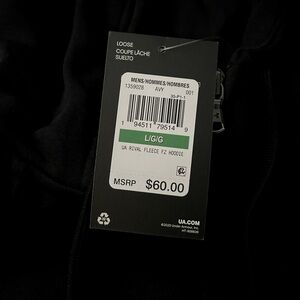 LOOSE
COUPE LÂCHE
SUELTO
MENS/HOMMES/HOMBRES
1359028 AVY 001
1 94511 79514 9
L/G/G
UA RIVAL FLEECE FZ HOODIE
MSRP $60.00
UA.COM